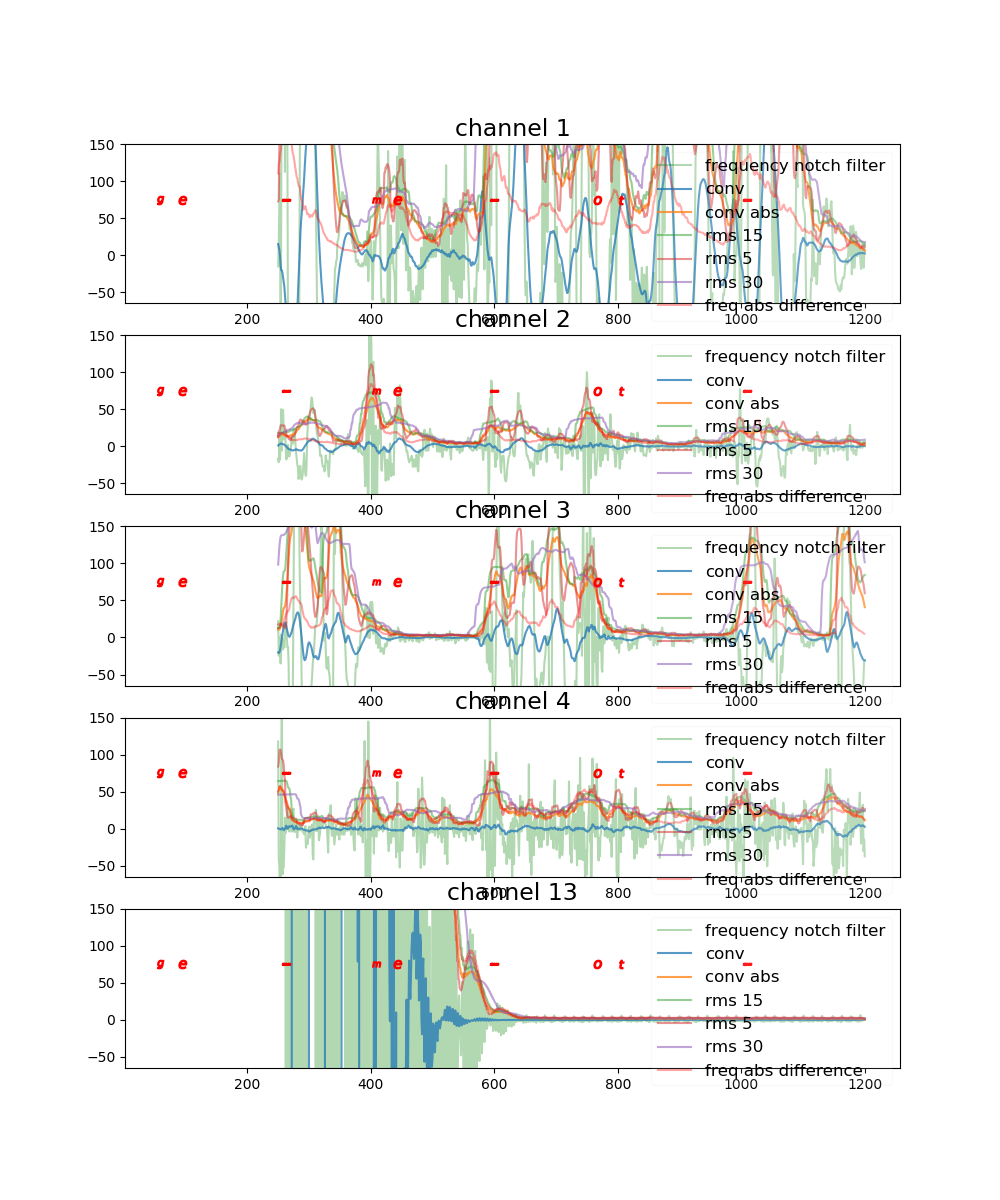 channel 1
150
100
50
0
−50
g e − m e − o t −
frequency notch filter
conv
conv abs
rms 15
rms 5
rms 30
freq abs difference
200 400 600 800 1000 1200
channel 2
150
100
50
0
−50
g e − m e − o t −
frequency notch filter
conv
conv abs
rms 15
rms 5
rms 30
freq abs difference
200 400 600 800 1000 1200
channel 3
150
100
50
0
−50
g e − m e − o t −
frequency notch filter
conv
conv abs
rms 15
rms 5
rms 30
freq abs difference
200 400 600 800 1000 1200
channel 4
150
100
50
0
−50
g e − m e − o t −
frequency notch filter
conv
conv abs
rms 15
rms 5
rms 30
freq abs difference
200 400 600 800 1000 1200
channel 13
150
100
50
0
−50
g e − m e − o t −
frequency notch filter
conv
conv abs
rms 15
rms 5
rms 30
freq abs difference
200 400 600 800 1000 1200